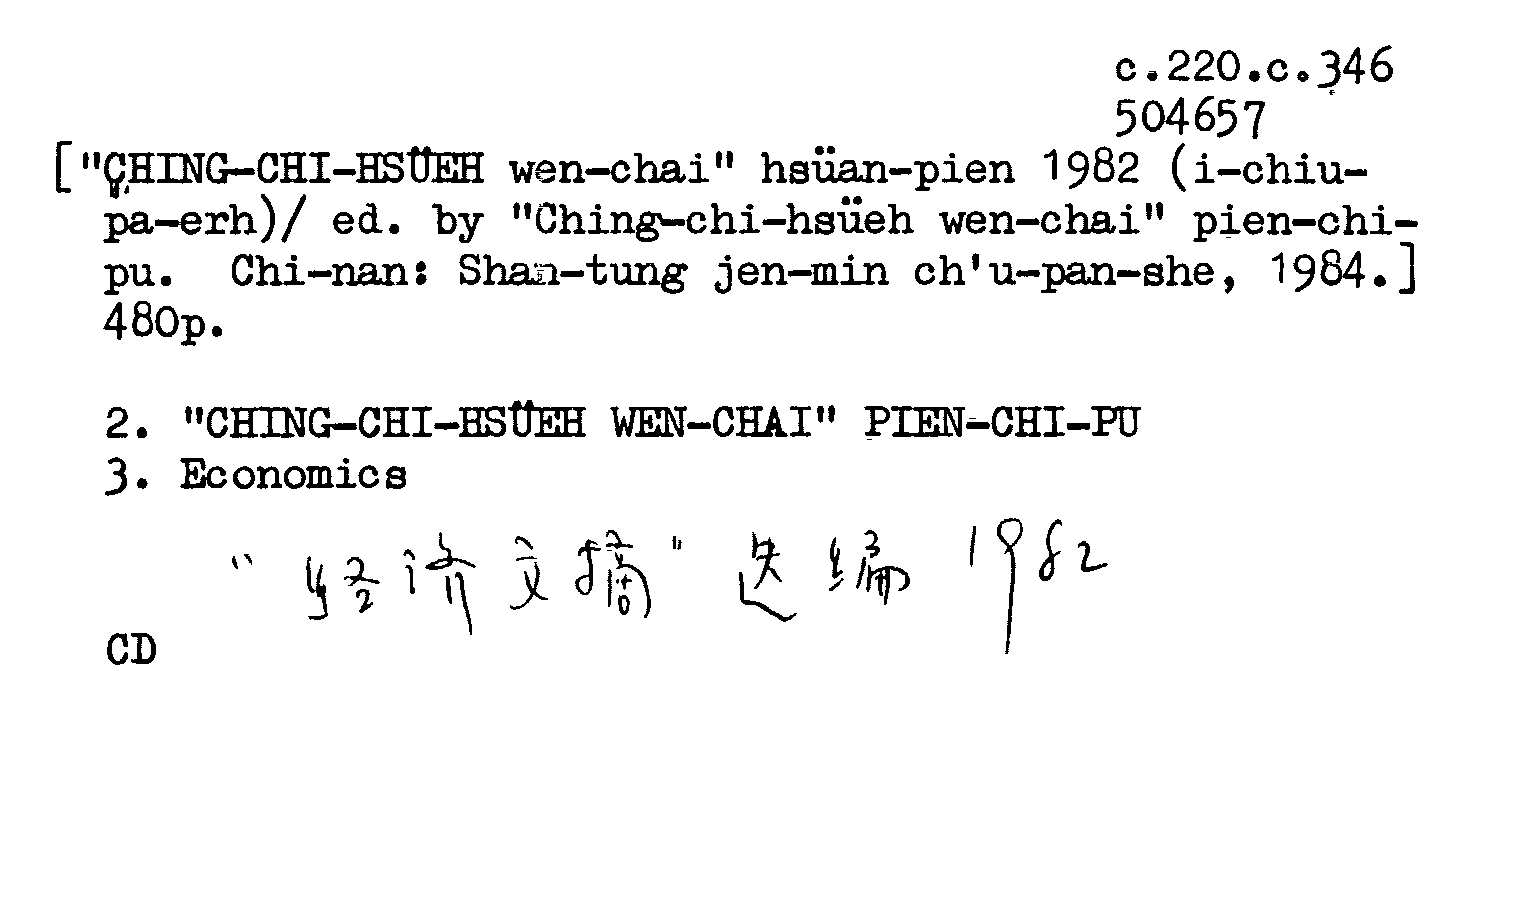 c.220.c.346
504657
["CHING-CHI-HSÜEH wen-chai" hsüan-pien 1982 (i-chiu-
pa-erh)/ ed. by "Ching-chi-hsüeh wen-chai" pien-chi-
pu. Chi-nan: Shan-tung jen-min ch'u-pan-she, 1984.]
480p.
2. "CHING-CHI-HSÜEH WEN-CHAI" PIEN-CHI-PU
3. Economics
"经济文摘"选编 1982
CD